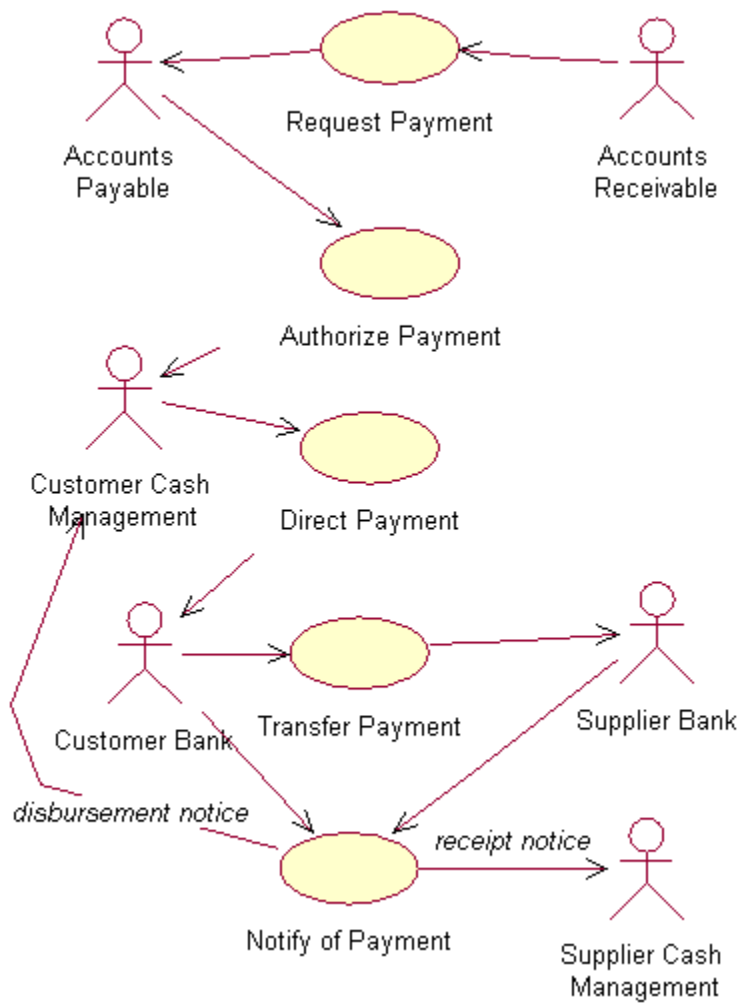 Request Payment
Accounts
Payable
Accounts
Receivable
Authorize Payment
Customer Cash
Management
Direct Payment
Customer Bank
Transfer Payment
Supplier Bank
disbursement notice
receipt notice
Notify of Payment
Supplier Cash
Management